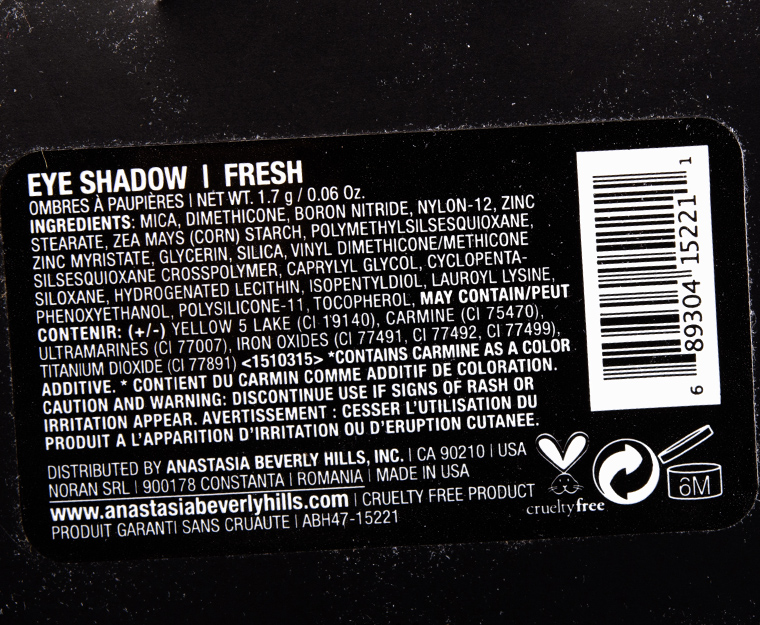 EYE SHADOW | FRESH
OMBRES À PAUPIÈRES | NET WT. 1.7 g / 0.06 Oz.
INGREDIENTS: MICA, DIMETHICONE, BORON NITRIDE, NYLON-12, ZINC
STEARATE, ZEA MAYS (CORN) STARCH, POLYMETHYLSILSESQUIOXANE,
ZINC MYRISTATE, GLYCERIN, SILICA, VINYL DIMETHICONE/METHICONE
SILSESQUIOXANE CROSSPOLYMER, CAPRYLYL GLYCOL, CYCLOPENTA-
SILOXANE, HYDROGENATED LECITHIN, ISOPENTYLDIOL, LAUROYL LYSINE,
PHENOXYETHANOL, POLYSILICONE-11, TOCOPHEROL, MAY CONTAIN/PEUT
CONTENIR: (+/-) YELLOW 5 LAKE (CI 19140), CARMINE (CI 75470),
ULTRAMARINES (CI 77007), IRON OXIDES (CI 77491, CI 77492, CI 77499),
TITANIUM DIOXIDE (CI 77891) <1510315> *CONTAINS CARMINE AS A COLOR
ADDITIVE. * CONTIENT DU CARMIN COMME ADDITIF DE COLORATION.
CAUTION AND WARNING: DISCONTINUE USE IF SIGNS OF RASH OR
IRRITATION APPEAR. AVERTISSEMENT : CESSER L'UTILISATION DU
PRODUIT A L'APPARITION D'IRRITATION OU D'ERUPTION CUTANEE.
DISTRIBUTED BY ANASTASIA BEVERLY HILLS, INC. | CA 90210 | USA
NORAN SRL | 900178 CONSTANTA | ROMANIA | MADE IN USA
www.anastasiabeverlyhills.com | CRUELTY FREE PRODUCT
PRODUIT GARANTI SANS CRUAUTE | ABH47-15221
6 89304 15221 1
crueltyfree
6M